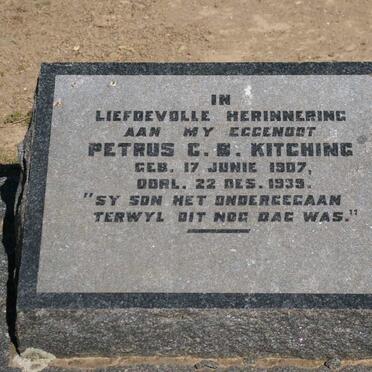 IN
LIEFDEVOLLE HERINNERING
AAN MY EGGENOOT
PETRUS C. B. KITCHING
GEB. 17 JUNIE 1907,
OORL. 22 DES. 1939.
"SY SON HET ONDERGEGAAN
TERWYL DIT NOG DAG WAS."